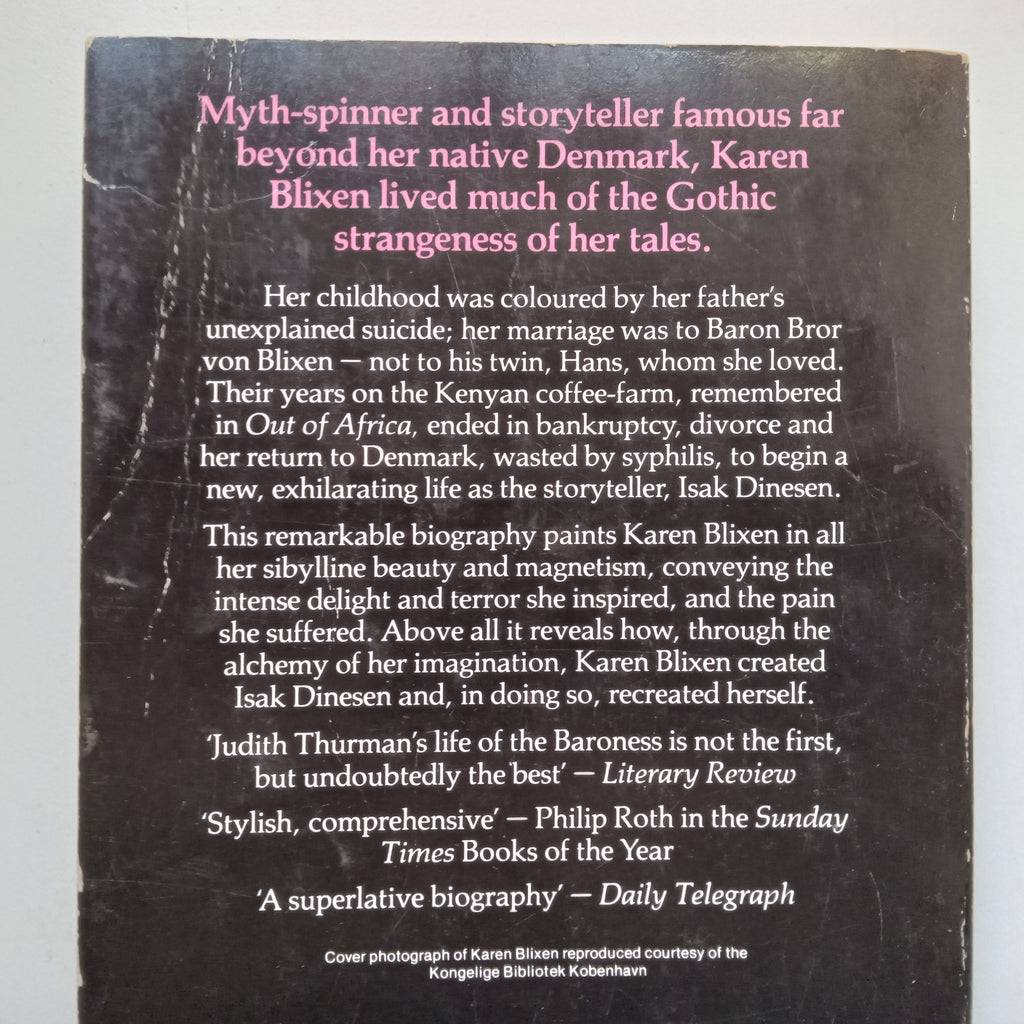 Myth-spinner and storyteller famous far
beyond her native Denmark, Karen
Blixen lived much of the Gothic
strangeness of her tales.
Her childhood was coloured by her father's
unexplained suicide; her marriage was to Baron Bror
von Blixen — not to his twin, Hans, whom she loved.
Their years on the Kenyan coffee-farm, remembered
in Out of Africa, ended in bankruptcy, divorce and
her return to Denmark, wasted by syphilis, to begin a
new, exhilarating life as the storyteller, Isak Dinesen.
This remarkable biography paints Karen Blixen in all
her sibylline beauty and magnetism, conveying the
intense delight and terror she inspired, and the pain
she suffered. Above all it reveals how, through the
alchemy of her imagination, Karen Blixen created
Isak Dinesen and, in doing so, recreated herself.
‘Judith Thurman's life of the Baroness is not the first,
but undoubtedly the best’ — Literary Review
‘Stylish, comprehensive’ — Philip Roth in the Sunday
Times Books of the Year
‘A superlative biography’ — Daily Telegraph
Cover photograph of Karen Blixen reproduced courtesy of the
Kongelige Bibliotek Kobenhavn